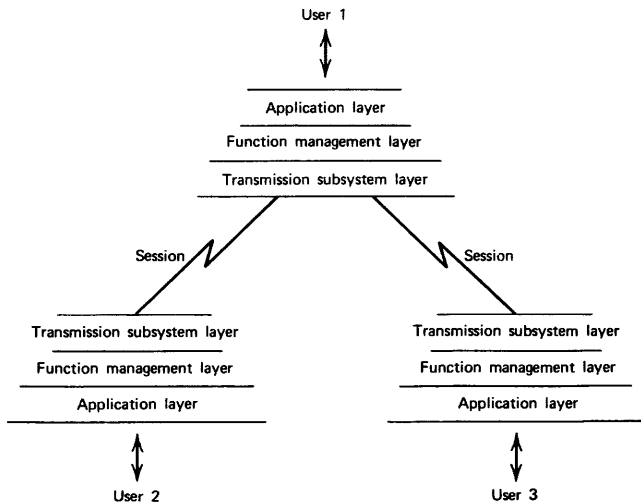 User 1
Application layer
Function management layer
Transmission subsystem layer
Session
Session
Transmission subsystem layer
Function management layer
Application layer
User 2
Transmission subsystem layer
Function management layer
Application layer
User 3